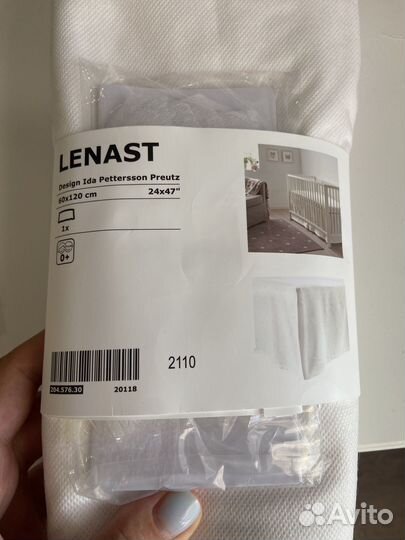 LENAST
Design Ida Pettersson Preutz
60x120 cm 24x47"
1x
0+
2110
204.576.30 20118
Avito